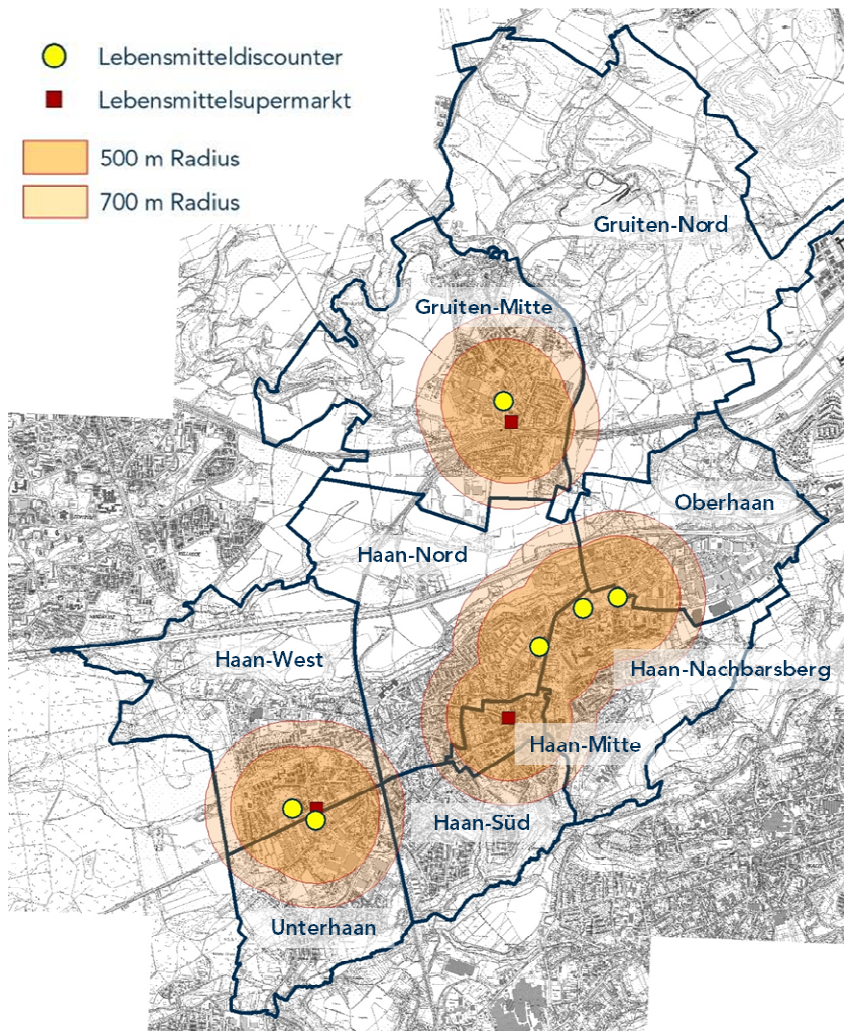 Lebensmitteldiscounter
Lebensmittelsupermarkt
500 m Radius
700 m Radius
Gruiten-Nord
Gruiten-Mitte
Oberhaan
Haan-Nord
Haan-West
Haan-Nachbarsberg
Haan-Mitte
Haan-Süd
Unterhaan